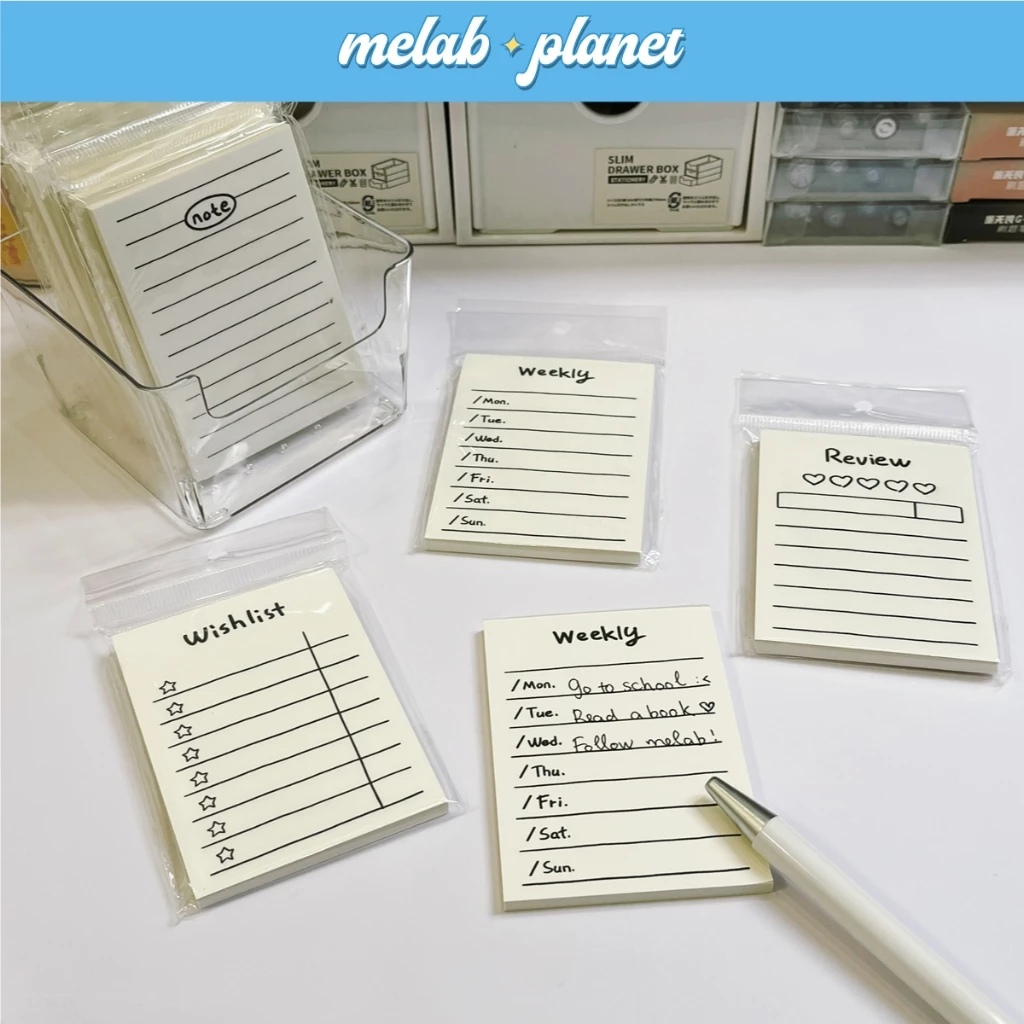 melab planet
SLIM
DRAWER BOX
STATIONERY
DRAWER BOX
STATIONERY
note
Weekly
/Mon.
/Tue.
/Wed.
/Thu.
/Fri.
/Sat.
/Sun.
Review
Wishlist
Weekly
/Mon. Go to school :<
/Tue. Read a book ♡
/Wed. Follow melab!
/Thu.
/Fri.
/Sat.
/Sun.